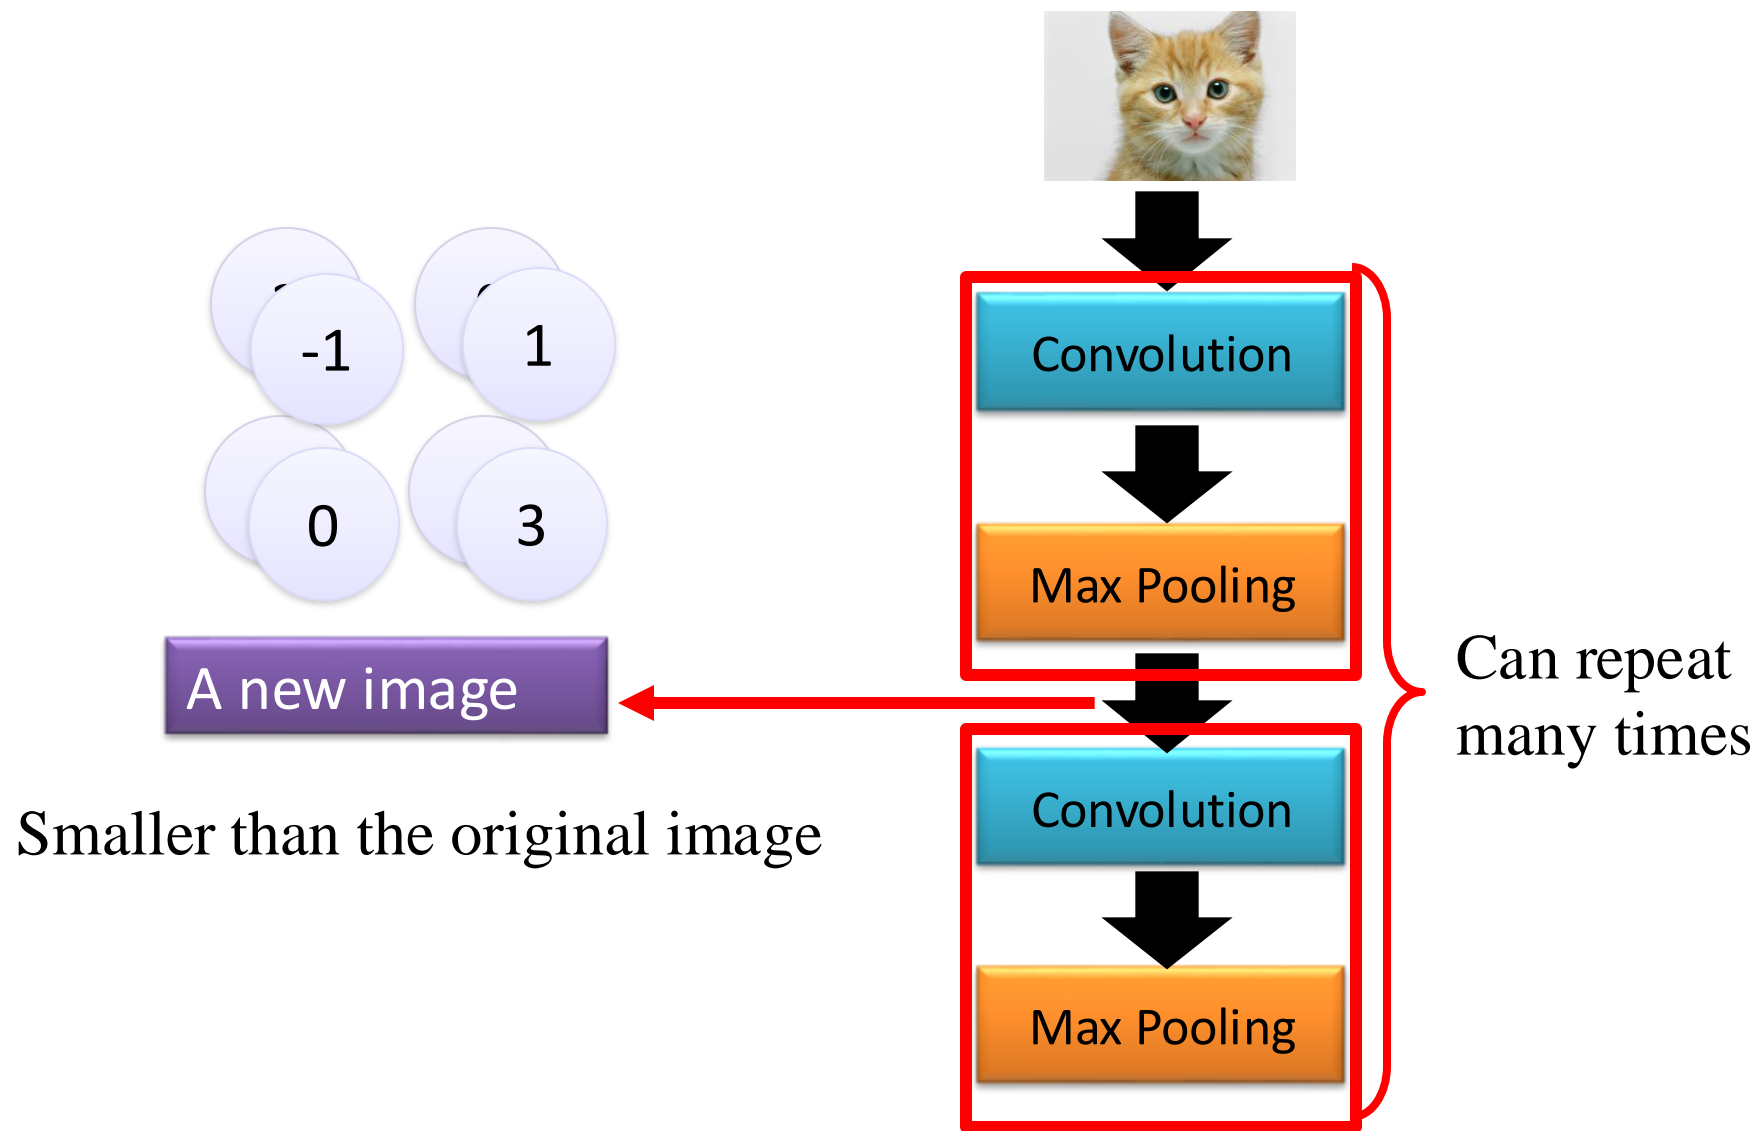 -1
1
0
3
A new image
Smaller than the original image
Convolution
Max Pooling
Convolution
Max Pooling
Can repeat
many times